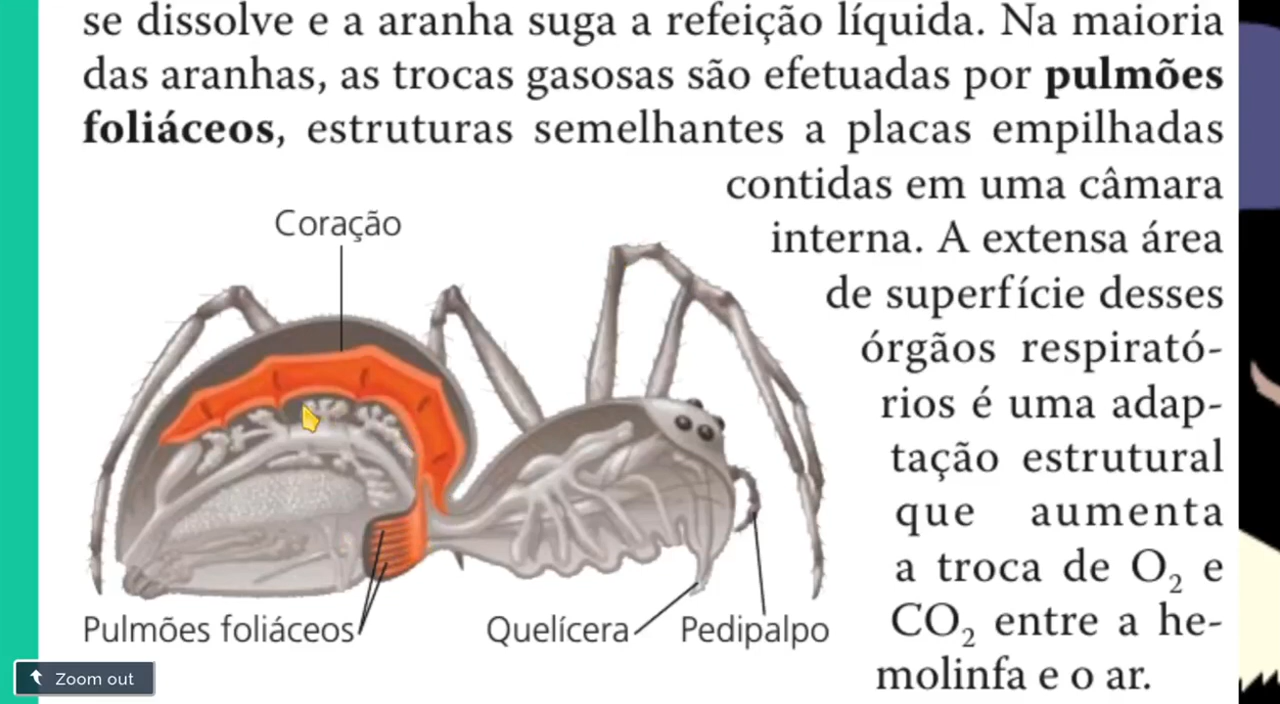 se dissolve e a aranha suga a refeição líquida. Na maioria
das aranhas, as trocas gasosas são efetuadas por pulmões
foliáceos, estruturas semelhantes a placas empilhadas
contidas em uma câmara
interna. A extensa área
de superfície desses
órgãos respirató-
rios é uma adap-
tação estrutural
que aumenta
a troca de O₂ e
CO₂ entre a he-
molinfa e o ar.
Coração
Pulmões foliáceos
Quelícera
Pedipalpo
Zoom out